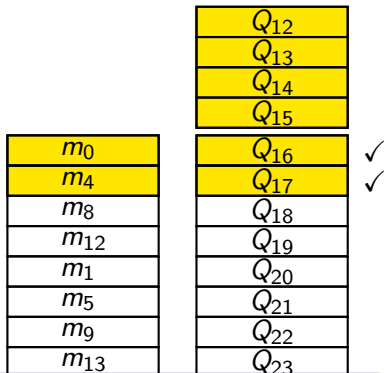 Q12
Q13
Q14
Q15
m0 Q16 ✓
m4 Q17 ✓
m8 Q18
m12 Q19
m1 Q20
m5 Q21
m9 Q22
m13 Q23